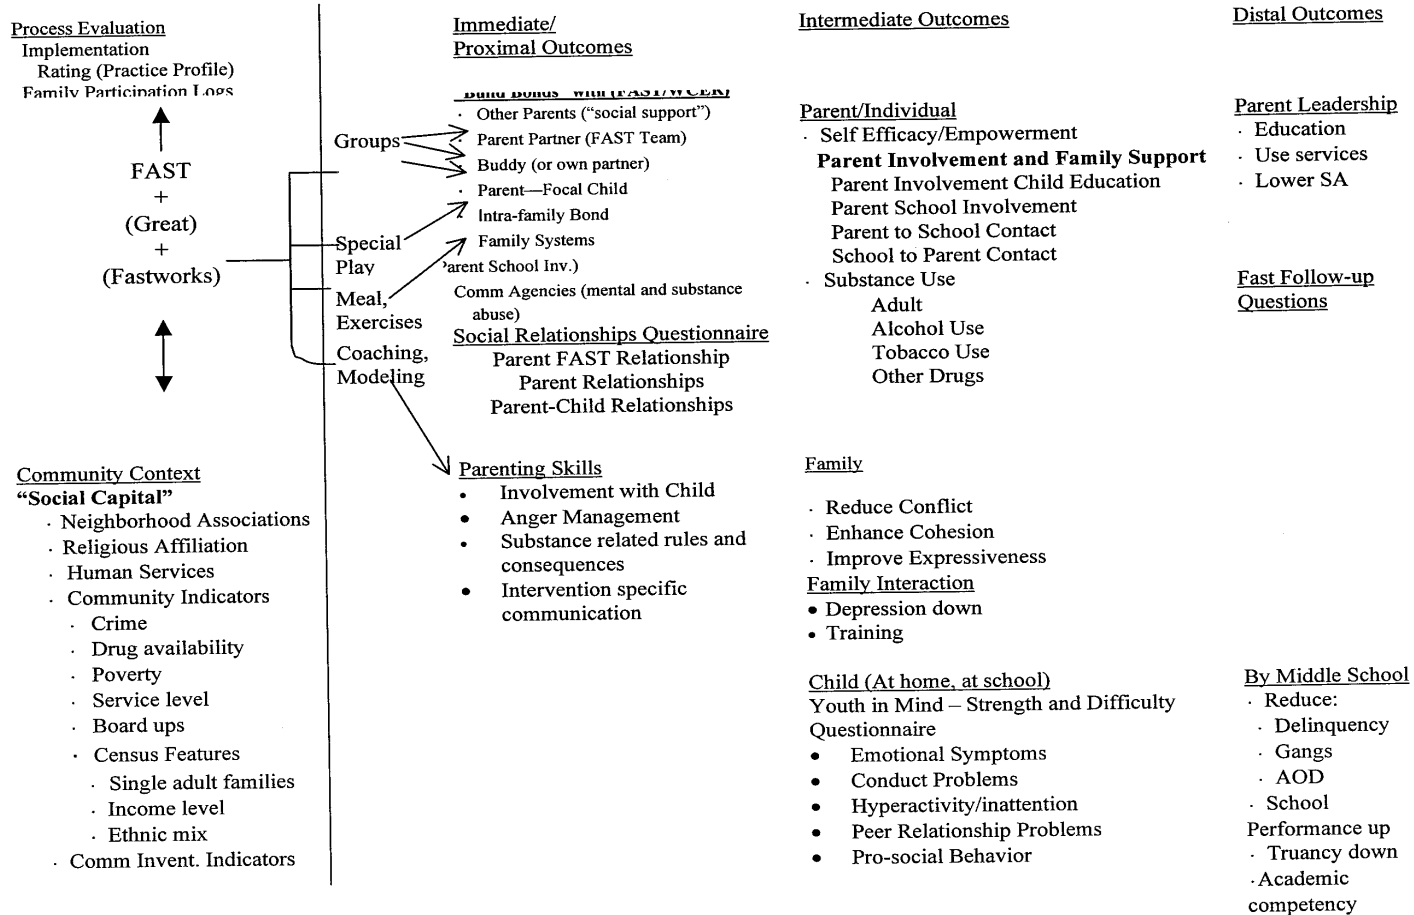 Process Evaluation
Implementation
Rating (Practice Profile)
Family Participation Logs
FAST
+
(Great)
+
(Fastworks)
Community Context
“Social Capital”
· Neighborhood Associations
· Religious Affiliation
· Human Services
· Community Indicators
· Crime
· Drug availability
· Poverty
· Service level
· Board ups
· Census Features
· Single adult families
· Income level
· Ethnic mix
· Comm Invent. Indicators
Groups
Special
Play
Meal,
Exercises
Coaching,
Modeling
Immediate/
Proximal Outcomes
"Build Bonds" with (FAST/WCER)
· Other Parents (“social support”)
· Parent Partner (FAST Team)
· Buddy (or own partner)
· Parent—Focal Child
· Intra-family Bond
Family Systems
Parent School Inv.)
Comm Agencies (mental and substance
abuse)
Social Relationships Questionnaire
Parent FAST Relationship
Parent Relationships
Parent-Child Relationships
Parenting Skills
• Involvement with Child
• Anger Management
• Substance related rules and
consequences
• Intervention specific
communication
Intermediate Outcomes
Parent/Individual
· Self Efficacy/Empowerment
Parent Involvement and Family Support
Parent Involvement Child Education
Parent School Involvement
Parent to School Contact
School to Parent Contact
· Substance Use
Adult
Alcohol Use
Tobacco Use
Other Drugs
Family
· Reduce Conflict
· Enhance Cohesion
· Improve Expressiveness
Family Interaction
• Depression down
• Training
Child (At home, at school)
Youth in Mind – Strength and Difficulty
Questionnaire
• Emotional Symptoms
• Conduct Problems
• Hyperactivity/inattention
• Peer Relationship Problems
• Pro-social Behavior
Distal Outcomes
Parent Leadership
· Education
· Use services
· Lower SA
Fast Follow-up
Questions
By Middle School
· Reduce:
· Delinquency
· Gangs
· AOD
· School
Performance up
· Truancy down
· Academic
competency